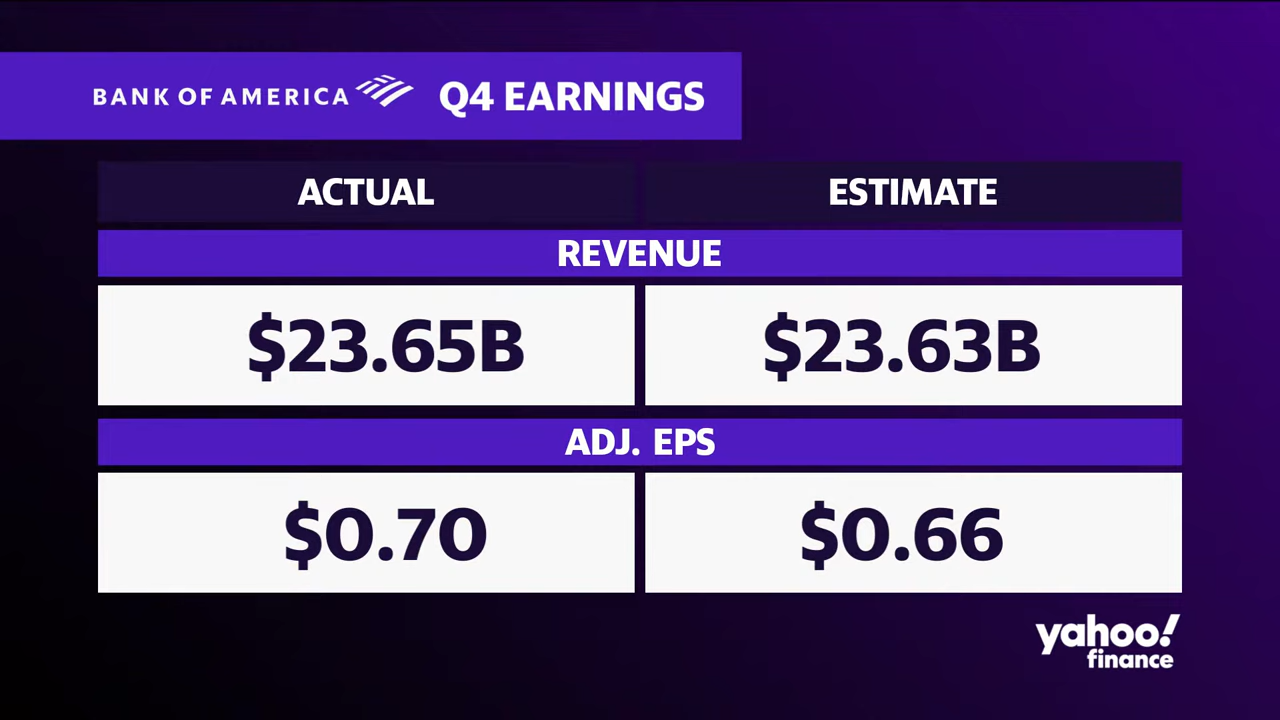 BANK OF AMERICA Q4 EARNINGS
ACTUAL ESTIMATE
REVENUE
$23.65B $23.63B
ADJ. EPS
$0.70 $0.66
yahoo!
finance